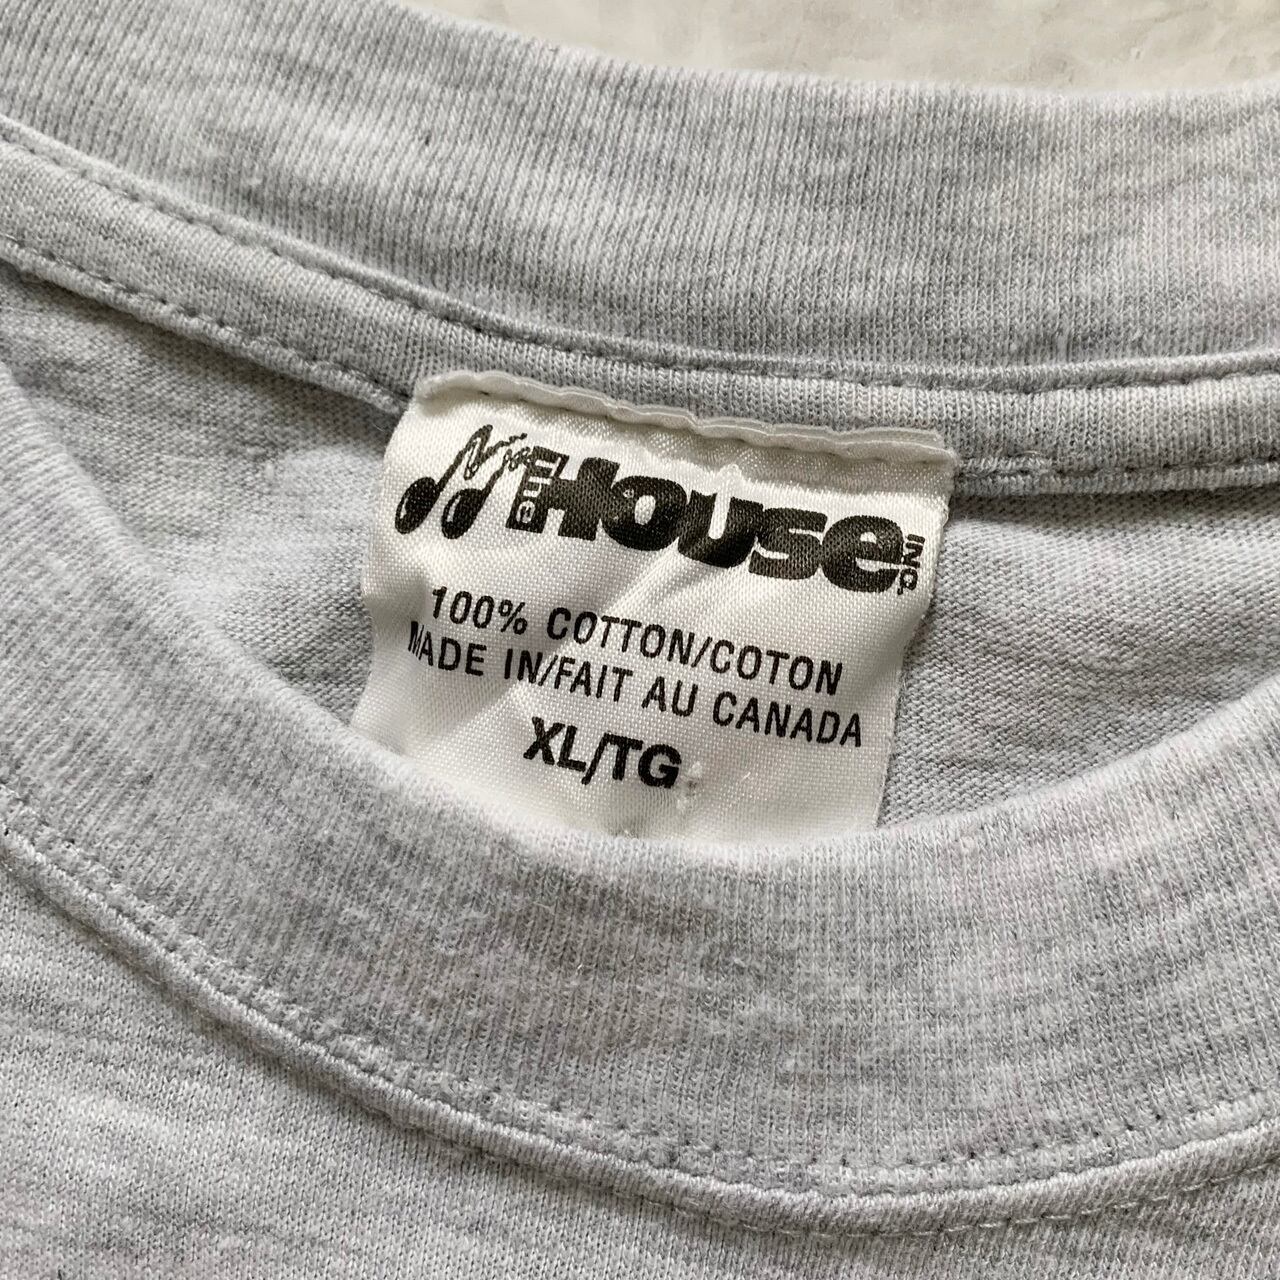 The House INC.
100% COTTON/COTON
MADE IN/FAIT AU CANADA
XL/TG